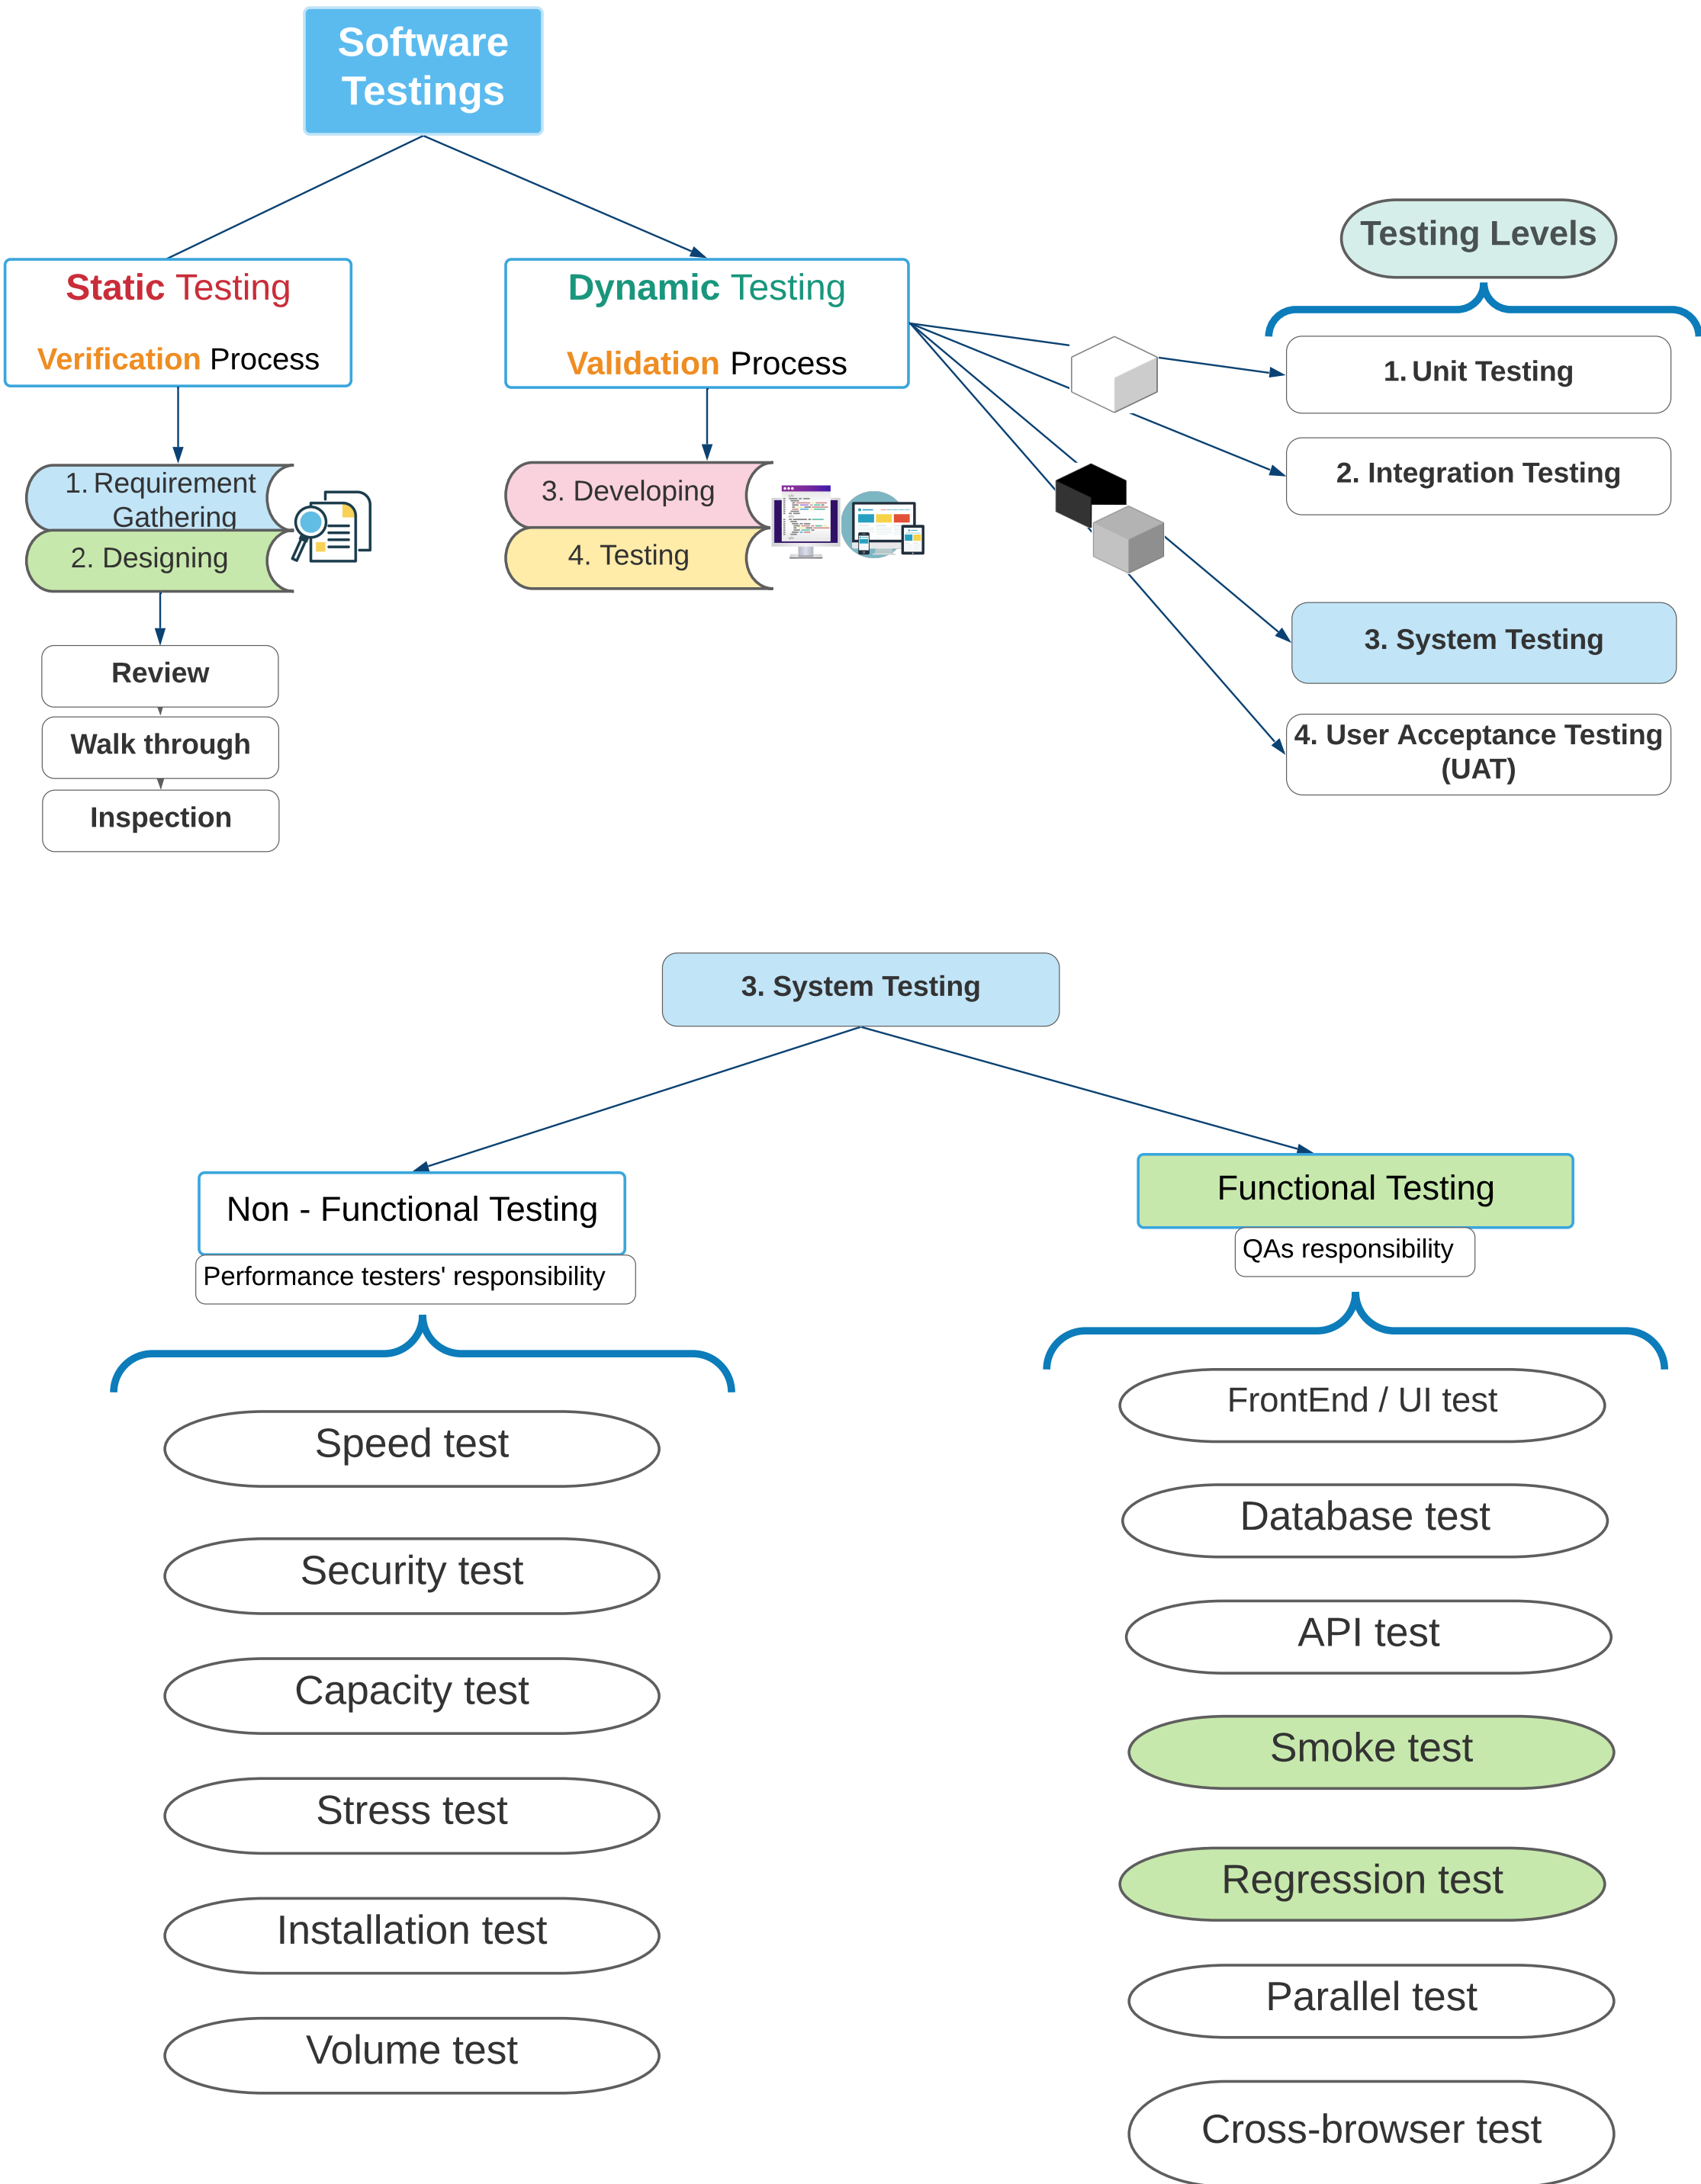 Software
Testings
Static Testing
Verification Process
Dynamic Testing
Validation Process
Testing Levels
1. Unit Testing
2. Integration Testing
3. System Testing
4. User Acceptance Testing
(UAT)
1. Requirement
Gathering
2. Designing
3. Developing
4. Testing
Review
Walk through
Inspection
3. System Testing
Non - Functional Testing
Performance testers' responsibility
Speed test
Security test
Capacity test
Stress test
Installation test
Volume test
Functional Testing
QAs responsibility
FrontEnd / UI test
Database test
API test
Smoke test
Regression test
Parallel test
Cross-browser test